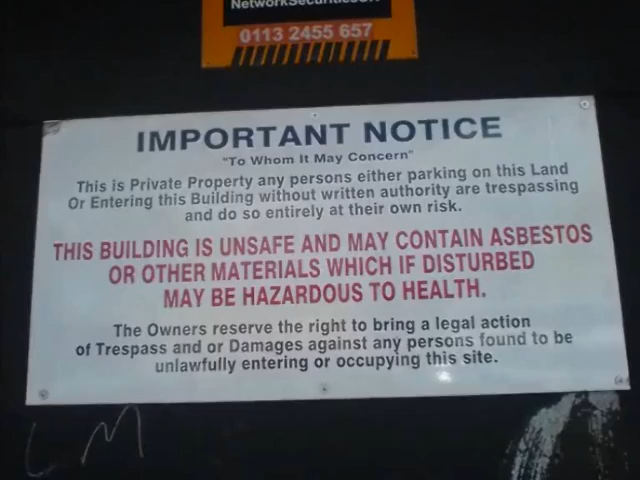 0113 2455 657
IMPORTANT NOTICE
"To Whom It May Concern"
This is Private Property any persons either parking on this Land
Or Entering this Building without written authority are trespassing
and do so entirely at their own risk.
THIS BUILDING IS UNSAFE AND MAY CONTAIN ASBESTOS
OR OTHER MATERIALS WHICH IF DISTURBED
MAY BE HAZARDOUS TO HEALTH.
The Owners reserve the right to bring a legal action
of Trespass and or Damages against any persons found to be
unlawfully entering or occupying this site.
LM